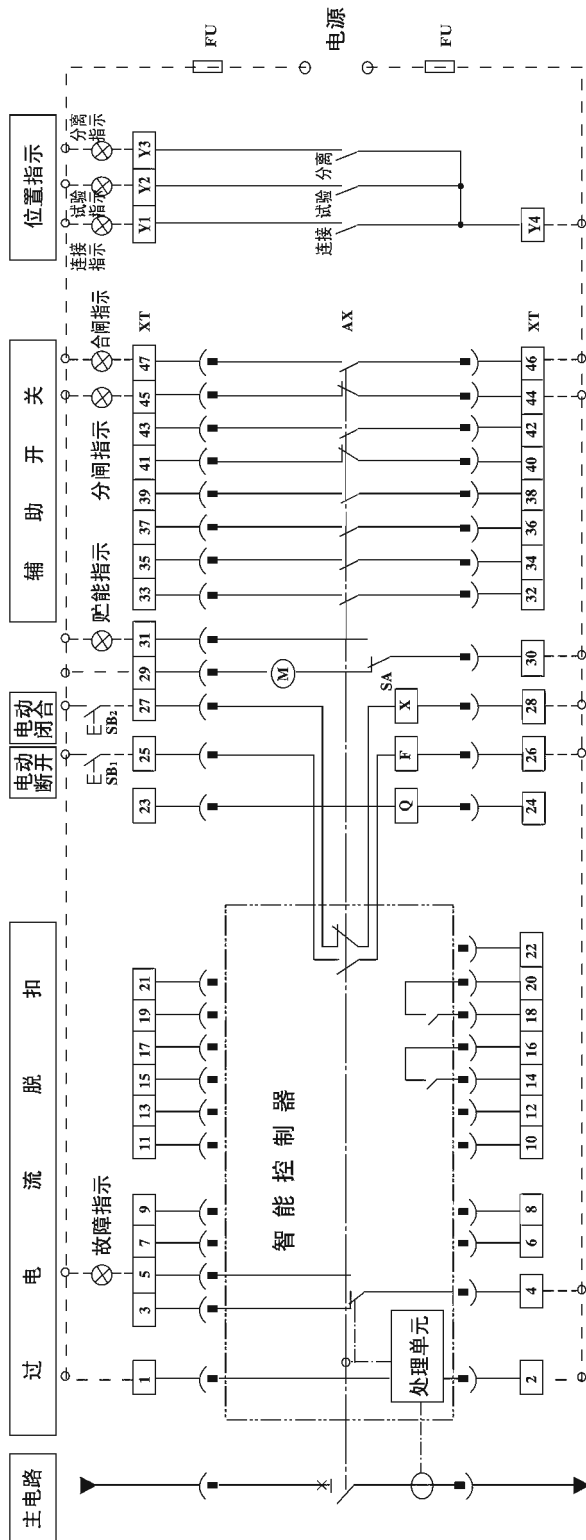 主电路
过电流脱扣
电动断开
电动闭合
辅助开关
位置指示
故障指示
SB1
SB2
贮能指示
分闸指示
合闸指示
连接指示
试验指示
分离指示
FU
电源
FU
1 3 5 7 9 11 13 15 17 19 21 23 25 27 29 31 33 35 37 39 41 43 45 47 XT Y1 Y2 Y3
智能控制器
处理单元
M
SA
AX
连接
试验
分离
Q F X
2 4 6 8 10 12 14 16 18 20 22 24 26 28 30 32 34 36 38 40 42 44 46 XT Y4